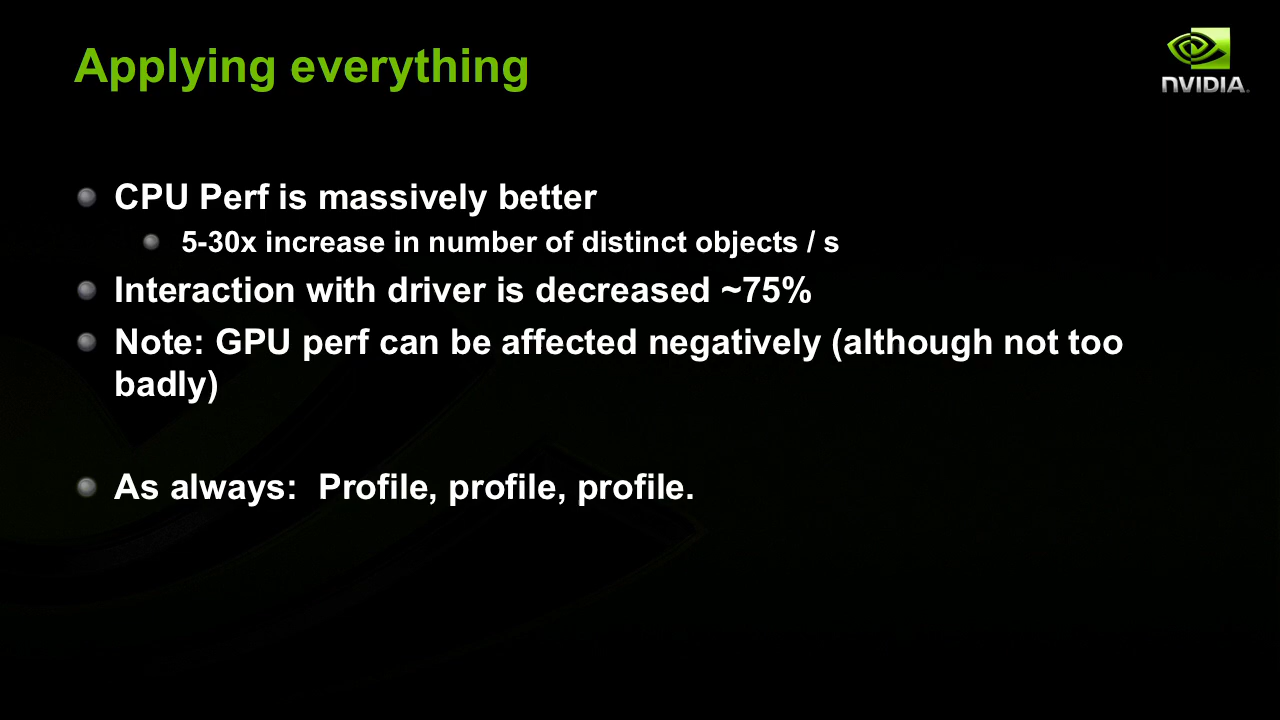 Applying everything
NVIDIA
CPU Perf is massively better
5-30x increase in number of distinct objects / s
Interaction with driver is decreased ~75%
Note: GPU perf can be affected negatively (although not too
badly)
As always:  Profile, profile, profile.